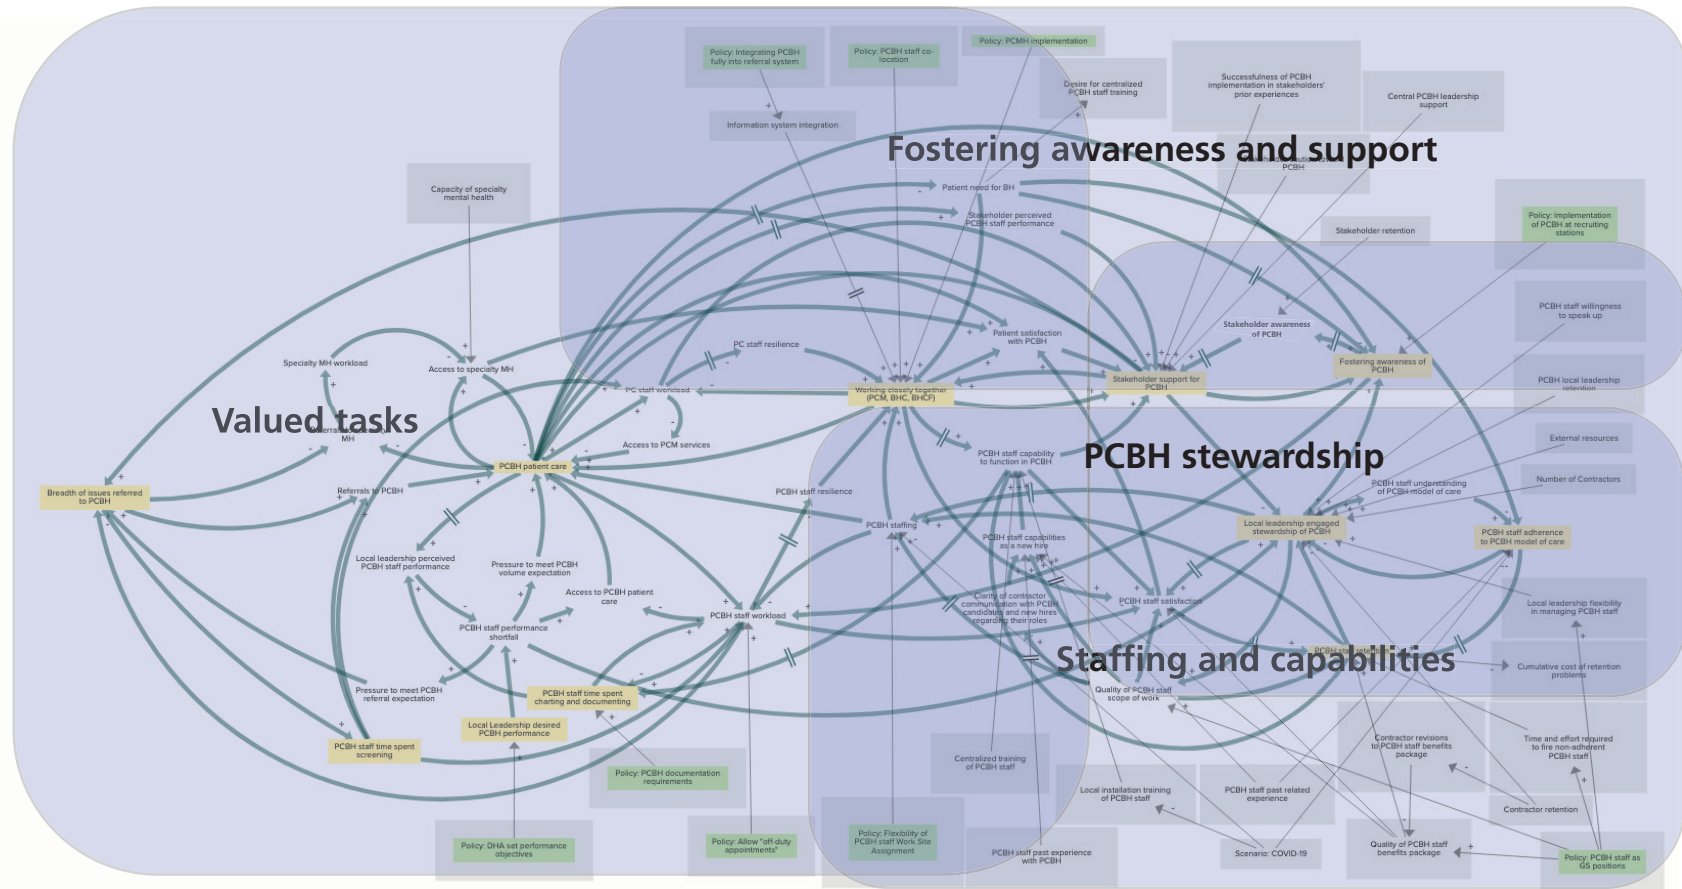 Policy: Integrating PCBH
fully into referral system
Policy: PCBH staff co-
location
Policy: PCMH implementation
Desire for centralized
PCBH staff training
Successfulness of PCBH
implementation in stakeholders'
prior experiences
Central PCBH leadership
support
Information system integration
Fostering awareness and support
PCBH
Capacity of specialty
mental health
Patient need for BH
Stakeholder perceived
PCBH staff performance
Stakeholder retention
Policy: Implementation
of PCBH at recruiting
stations
PCBH staff willingness
to speak up
Stakeholder awareness
of PCBH
Patient satisfaction
with PCBH
PC staff resilience
Specialty MH workload
Access to specialty MH
Fostering awareness of
PCBH
Stakeholder support for
PCBH
PCBH local leadership
retention
PC staff workload
Working closely together
(PCM, BHC, BHCF)
Valued tasks
MH
Access to PCM services
External resources
PCBH stewardship
PCBH staff capability
to function in PCBH
PCBH patient care
Number of Contractors
PCBH staff understanding
of PCBH model of care
Breadth of issues referred
to PCBH
Referrals to PCBH
PCBH staff resilience
PCBH staffing
Local leadership engaged
stewardship of PCBH
PCBH staff adherence
to PCBH model of care
PCBH staff capabilities
as a new hire
Local leadership perceived
PCBH staff performance
Pressure to meet PCBH
volume expectation
Access to PCBH patient
care
Clarity of contractor
communication with PCBH
candidates and new hires
regarding their roles
PCBH staff satisfaction
Local leadership flexibility
in managing PCBH staff
PCBH staff workload
PCBH staff performance
shortfall
PCBH staff retention
Staffing and capabilities
Cumulative cost of retention
problems
Pressure to meet PCBH
referral expectation
PCBH staff time spent
charting and documenting
Quality of PCBH staff
scope of work
Local Leadership desired
PCBH performance
PCBH staff time spent
screening
Contractor revisions
to PCBH staff benefits
package
Time and effort required
to fire non-adherent
PCBH staff
Centralized training
of PCBH staff
Policy: PCBH documentation
requirements
Local installation training
of PCBH staff
PCBH staff past related
experience
Contractor retention
Policy: DHA set performance
objectives
Policy: Allow "off-duty
appointments"
Policy: Flexibility of
PCBH staff Work Site
Assignment
PCBH staff past experience
with PCBH
Scenario: COVID-19
Quality of PCBH staff
benefits package
Policy: PCBH staff as
GS positions